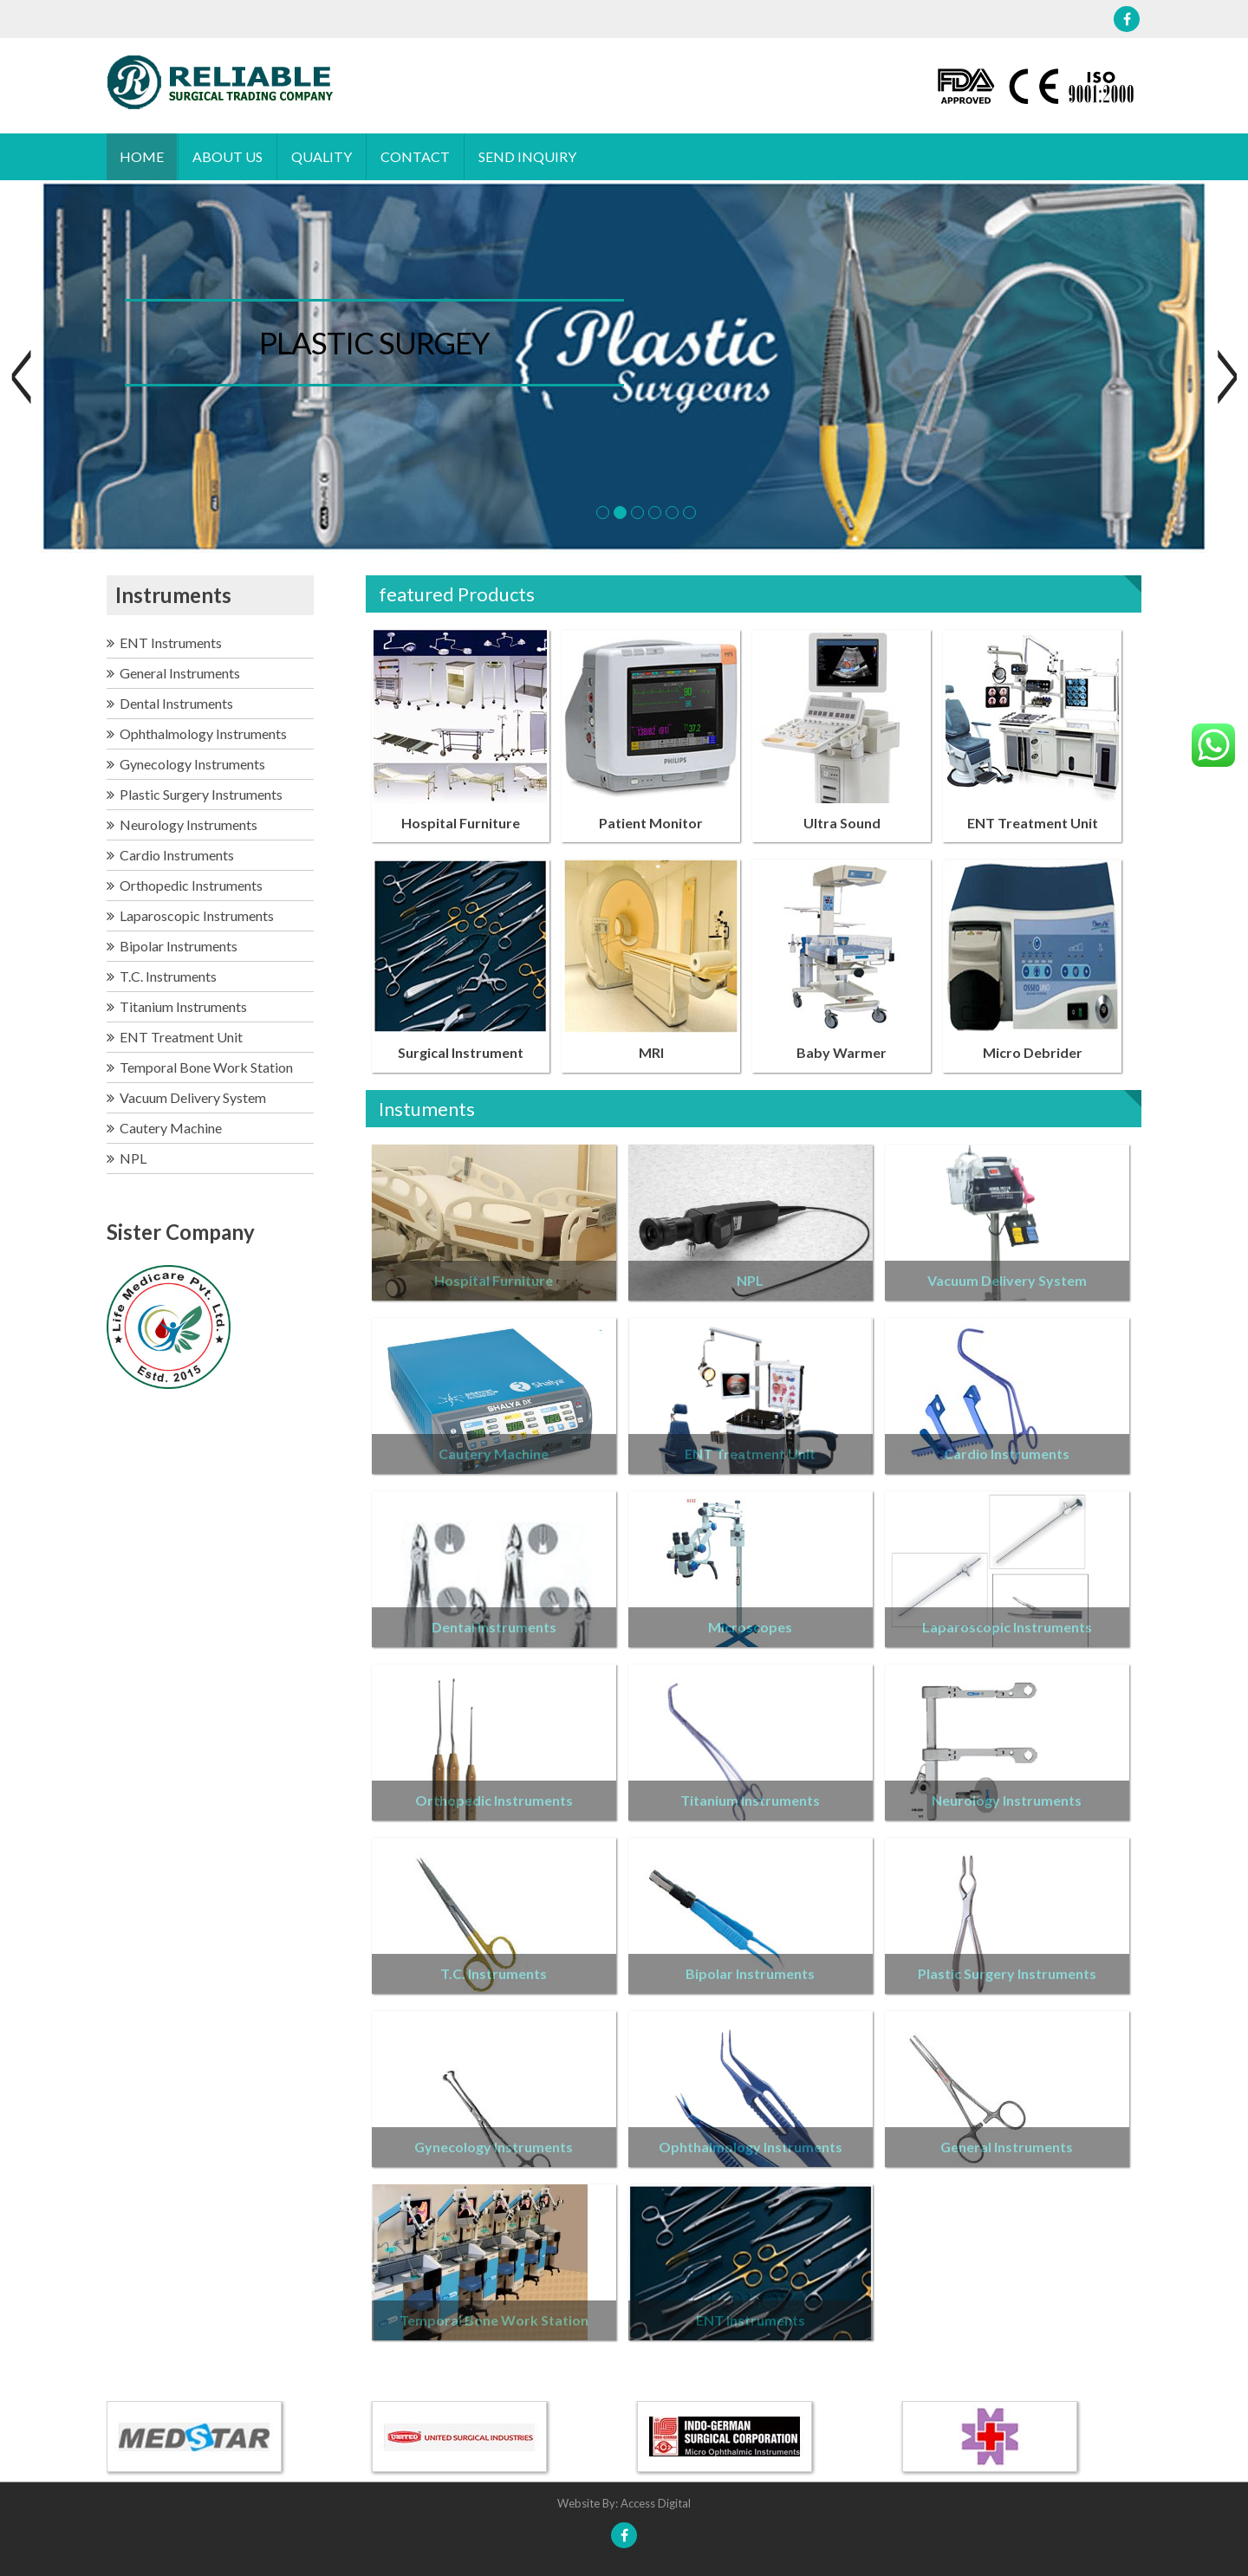 RELIABLE
SURGICAL TRADING COMPANY
FDA
APPROVED
CE
ISO
9001:2000
HOME
ABOUT US
QUALITY
CONTACT
SEND INQUIRY
PLASTIC SURGEY
Plastic
Surgeons
Instruments
ENT Instruments
General Instruments
Dental Instruments
Ophthalmology Instruments
Gynecology Instruments
Plastic Surgery Instruments
Neurology Instruments
Cardio Instruments
Orthopedic Instruments
Laparoscopic Instruments
Bipolar Instruments
T.C. Instruments
Titanium Instruments
ENT Treatment Unit
Temporal Bone Work Station
Vacuum Delivery System
Cautery Machine
NPL
Sister Company
Life Medicare Pvt. Ltd.
Estd. 2015
featured Products
PHILIPS
Hospital Furniture
Patient Monitor
Ultra Sound
ENT Treatment Unit
Surgical Instrument
MRI
Baby Warmer
Micro Debrider
Instuments
Hospital Furniture
NPL
Vacuum Delivery System
Shalya
SHALYA DX
Cautery Machine
ENT Treatment Unit
Cardio Instruments
Dental Instruments
Microscopes
Laparoscopic Instruments
Orthopedic Instruments
Titanium Instruments
Neurology Instruments
T.C. Instruments
Bipolar Instruments
Plastic Surgery Instruments
Gynecology Instruments
Ophthalmology Instruments
General Instruments
Temporal Bone Work Station
ENT Instruments
MEDSTAR
UNITED
UNITED SURGICAL INDUSTRIES
INDO-GERMAN
SURGICAL CORPORATION
Micro Ophthalmic Instruments
Website By: Access Digital